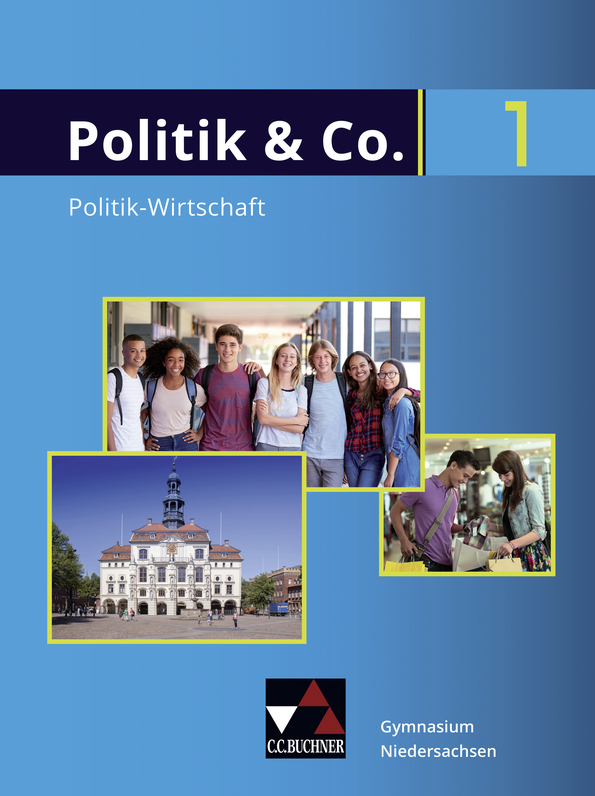 Politik & Co.
1
Politik-Wirtschaft
C.C.BUCHNER
Gymnasium
Niedersachsen